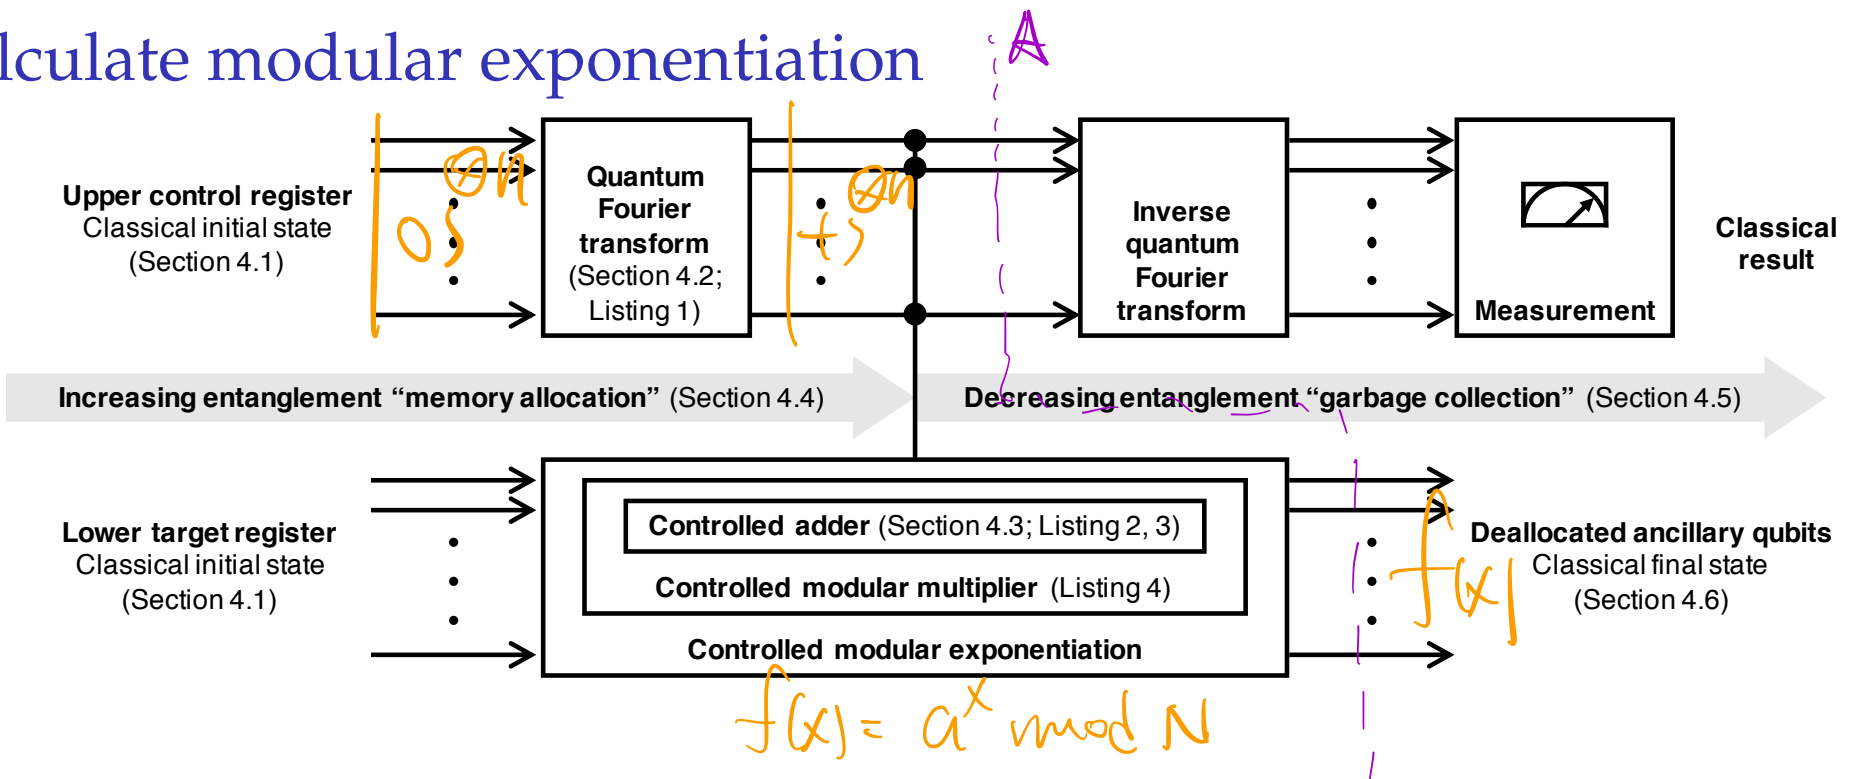 lculate modular exponentiation
A
Upper control register
Classical initial state
(Section 4.1)
|0⟩⊗n
Quantum
Fourier
transform
(Section 4.2;
Listing 1)
|+⟩⊗n
Inverse
quantum
Fourier
transform
Measurement
Classical
result
Increasing entanglement “memory allocation” (Section 4.4)
Decreasing entanglement “garbage collection” (Section 4.5)
Lower target register
Classical initial state
(Section 4.1)
Controlled adder (Section 4.3; Listing 2, 3)
Controlled modular multiplier (Listing 4)
Controlled modular exponentiation
f(x)
Deallocated ancillary qubits
Classical final state
(Section 4.6)
f(x) = a^x mod N